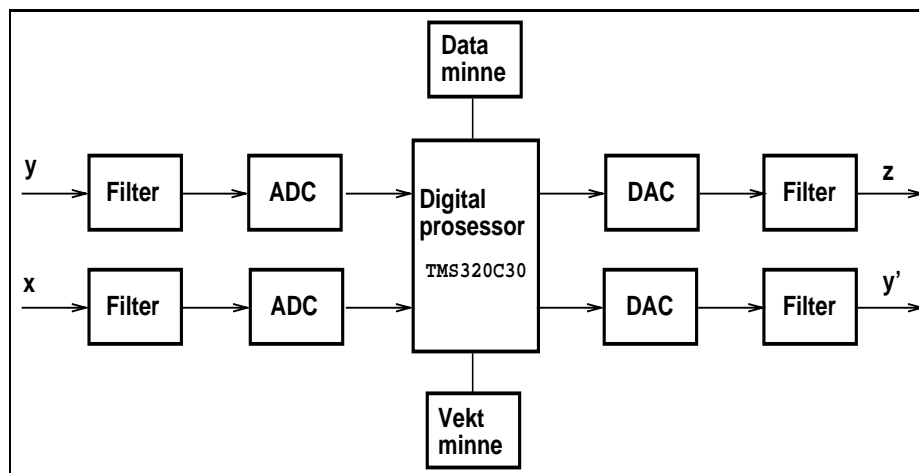 Data
minne
y
Filter
ADC
DAC
Filter
z
Digital
prosessor
TMS320C30
x
Filter
ADC
DAC
Filter
y'
Vekt
minne